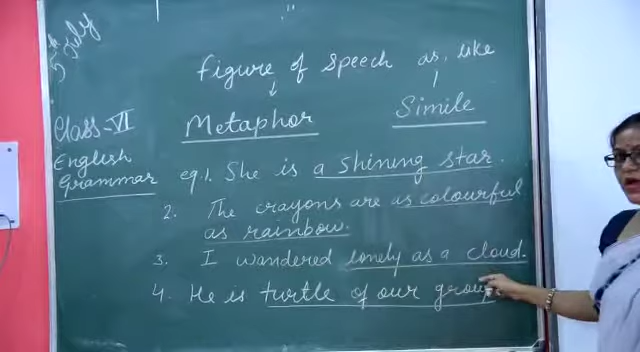 5th July
Figure of Speech as, like
Metaphor Simile
Class-VI
English
Grammar
eg.1. She is a shining star.
2. The crayons are as colourful
as rainbow.
3. I wandered lonely as a cloud.
4. He is turtle of our group